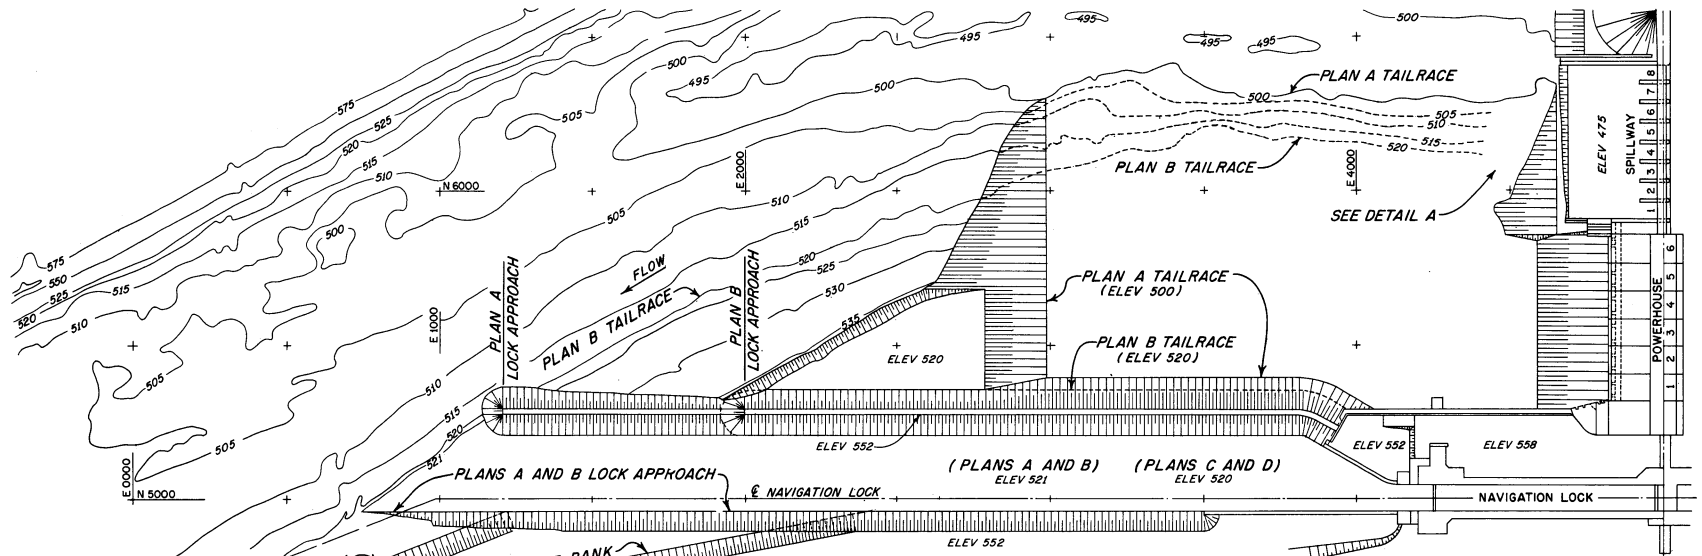 500
495
495
495
500
495
500
505
500
575
525
520
515
510
PLAN A TAILRACE
500
505
510
515
520
PLAN B TAILRACE
SEE DETAIL A
ELEV 475
SPILLWAY
8
7
6
5
4
3
2
1
E 2000
E 4000
N 6000
505
510
515
520
525
530
535
500
575
550
525
520
515
510
505
505
510
515
520
521
FLOW
PLAN B TAILRACE
PLAN A
LOCK APPROACH
PLAN B
LOCK APPROACH
E 1000
ELEV 520
PLAN A TAILRACE
(ELEV 500)
PLAN B TAILRACE
(ELEV 520)
POWERHOUSE
6
5
4
3
2
1
ELEV 552
ELEV 552
ELEV 558
E 0000
N 5000
PLANS A AND B LOCK APPROACH
(PLANS A AND B)
ELEV 521
(PLANS C AND D)
ELEV 520
℄ NAVIGATION LOCK
NAVIGATION LOCK
ELEV 552
BANK